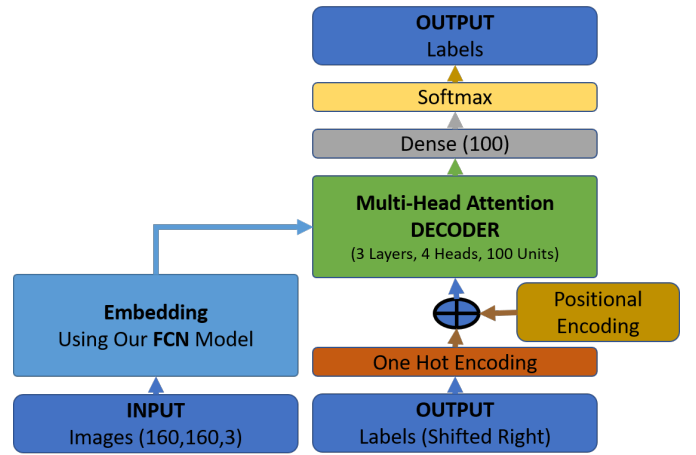 OUTPUT
Labels
Softmax
Dense (100)
Multi-Head Attention
DECODER
(3 Layers, 4 Heads, 100 Units)
Embedding
Using Our FCN Model
Positional
Encoding
One Hot Encoding
INPUT
Images (160,160,3)
OUTPUT
Labels (Shifted Right)